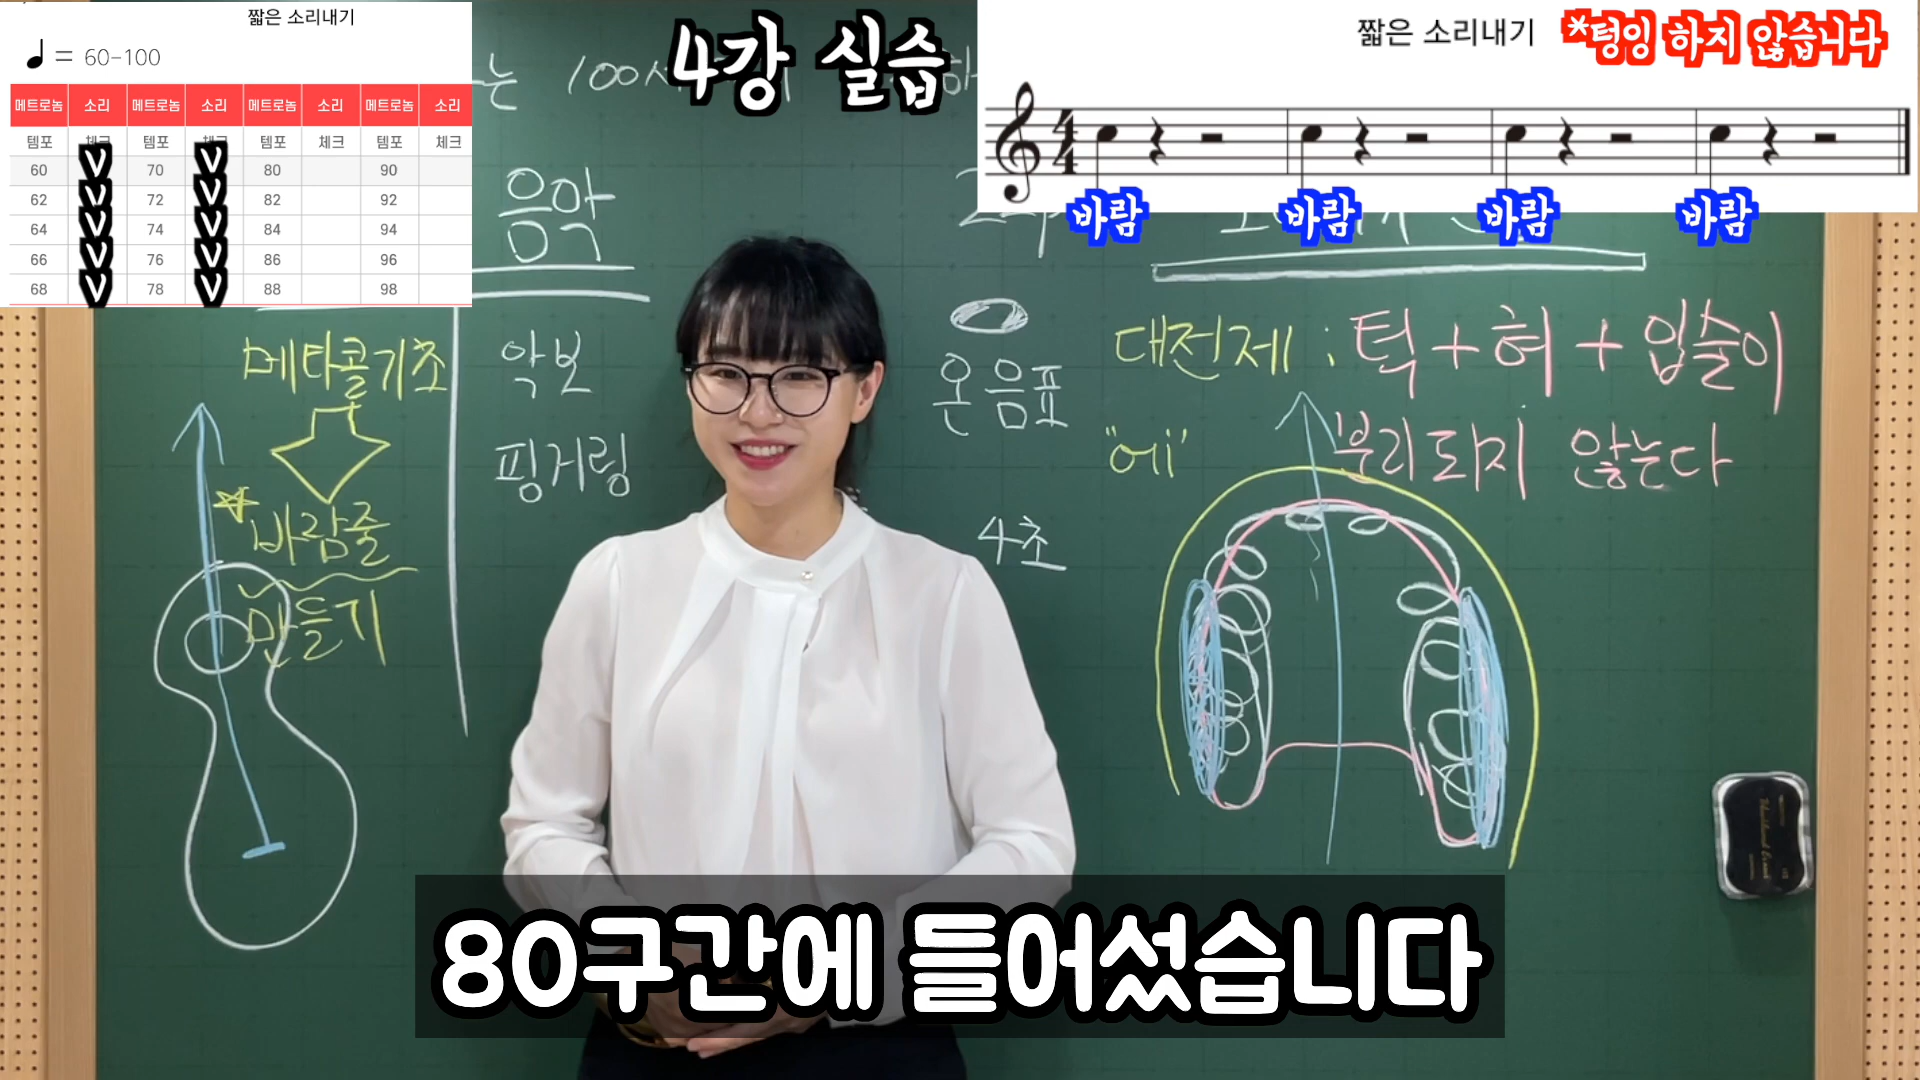 짧은 소리내기
= 60-100
메트로놈 소리 메트로놈 소리 메트로놈 소리 메트로놈 소리
템포 체크 템포 체크 템포 체크 템포 체크
60 V 70 V 80 90
62 V 72 V 82 92
64 V 74 V 84 94
66 V 76 V 86 96
68 V 78 V 88 98
4강 실습
짧은 소리내기 *텅잉 하지 않습니다
4
4
바람 바람 바람 바람
는 100
음악
메타콜기초
바람줄
만들기
악보
핑거링
온음표
4초
대전제 : 턱 + 혀 + 입술이
"에" 분리되지 않는다
80구간에 들어섰습니다